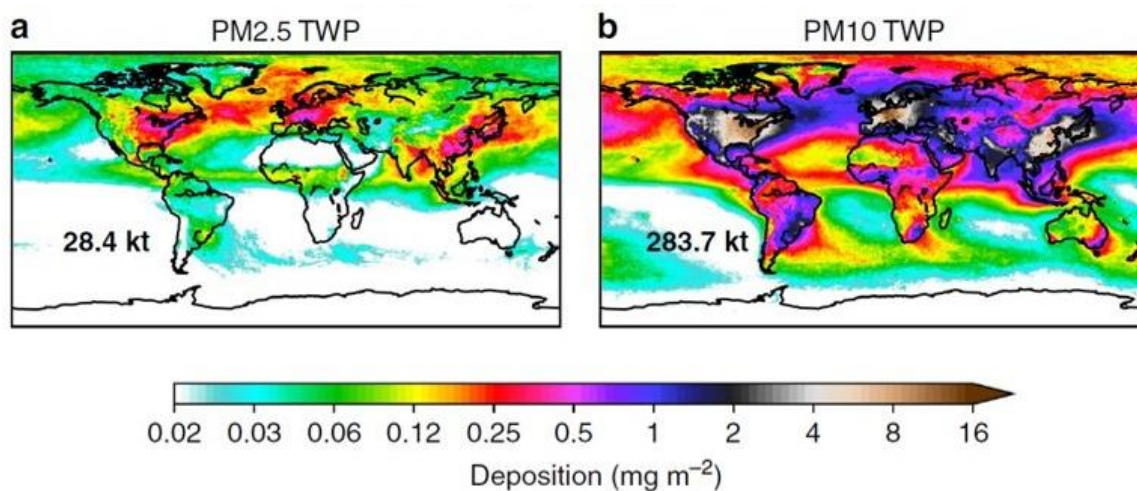 a PM2.5 TWP
b PM10 TWP
28.4 kt
283.7 kt
0.02 0.03 0.06 0.12 0.25 0.5 1 2 4 8 16
Deposition (mg m⁻²)